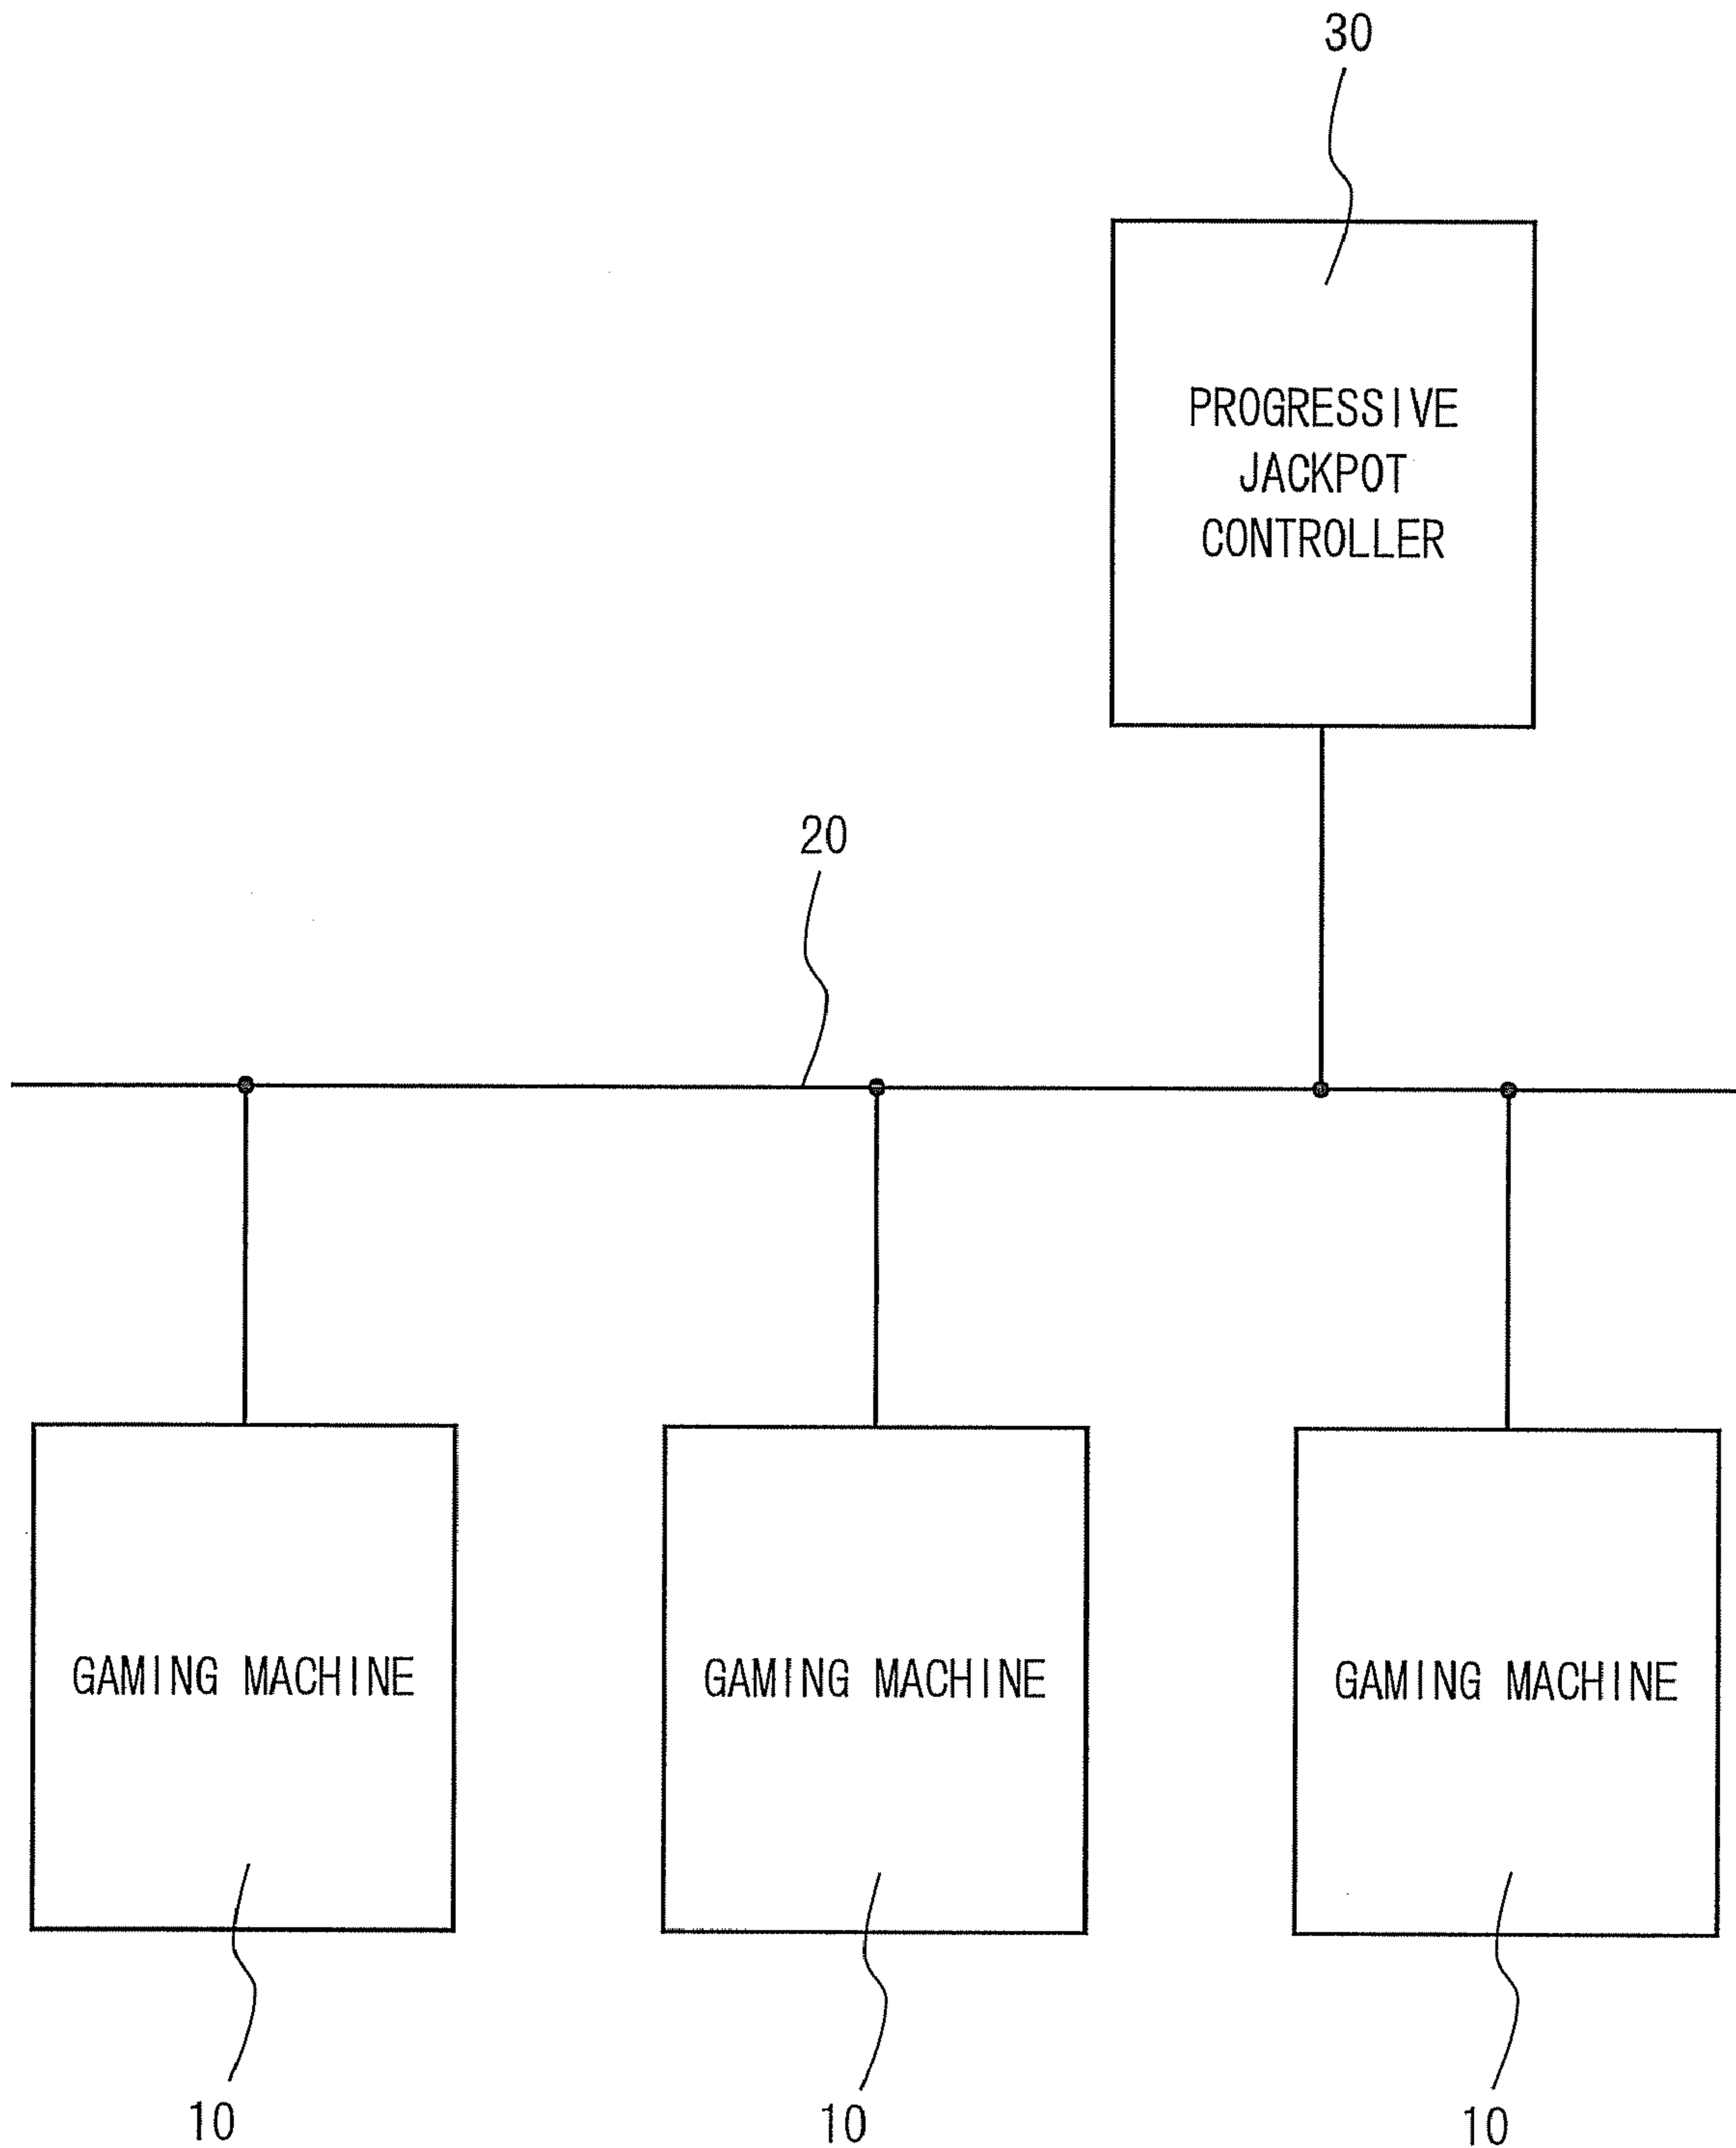 30
PROGRESSIVE
JACKPOT
CONTROLLER
20
GAMING MACHINE
GAMING MACHINE
GAMING MACHINE
10
10
10